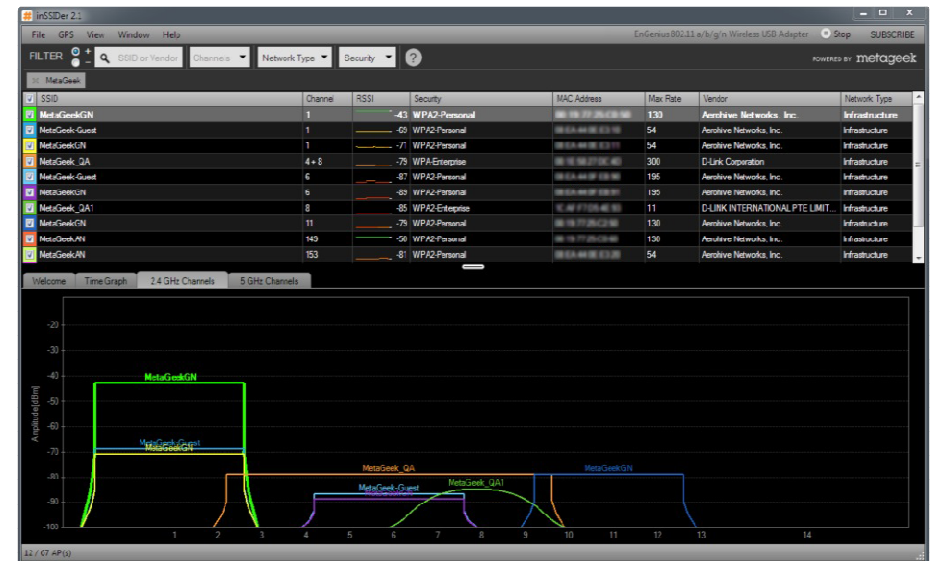 inSSIDer 2.1
File GPS View Window Help EnGenius 802.11 a/b/g/n Wireless USB Adapter Stop SUBSCRIBE
FILTER + - SSID or Vendor Channels Network Type Security ? POWERED BY metageek
MetaGeek
SSID Channel RSSI Security MAC Address Max Rate Vendor Network Type
MetaGeekGN 1 -43 WPA2-Personal 130 Aerohive Networks, Inc. Infrastructure
MetaGeek-Guest 1 -69 WPA2-Personal 54 Aerohive Networks, Inc. Infrastructure
MetaGeekGN 1 -71 WPA2-Personal 54 Aerohive Networks, Inc. Infrastructure
MetaGeek_QA 4 + 8 -79 WPA-Enterprise 300 D-Link Corporation Infrastructure
MetaGeek-Guest 6 -87 WPA2-Personal 195 Aerohive Networks, Inc. Infrastructure
MetaGeekGN 6 -89 WPA2-Personal 195 Aerohive Networks, Inc. Infrastructure
MetaGeek_QA1 8 -85 WPA2-Enterprise 11 D-LINK INTERNATIONAL PTE LIMIT... Infrastructure
MetaGeekGN 11 -79 WPA2-Personal 130 Aerohive Networks, Inc. Infrastructure
MetaGeekAN 149 WPA2-Personal 130 Aerohive Networks, Inc. Infrastructure
MetaGeekAN 153 -81 WPA2-Personal 54 Aerohive Networks, Inc. Infrastructure
Welcome Time Graph 2.4 GHz Channels 5 GHz Channels
Amplitude [dBm]
-20
-30
-40
MetaGeekGN
-50
-60
MetaGeek-Guest
MetaGeekGN
-70
MetaGeek_QA MetaGeekGN
-80
MetaGeek-Guest MetaGeek_QA1
MetaGeekGN
-90
-100
1 2 3 4 5 6 7 8 9 10 11 12 13 14
12 / 67 AP(s)